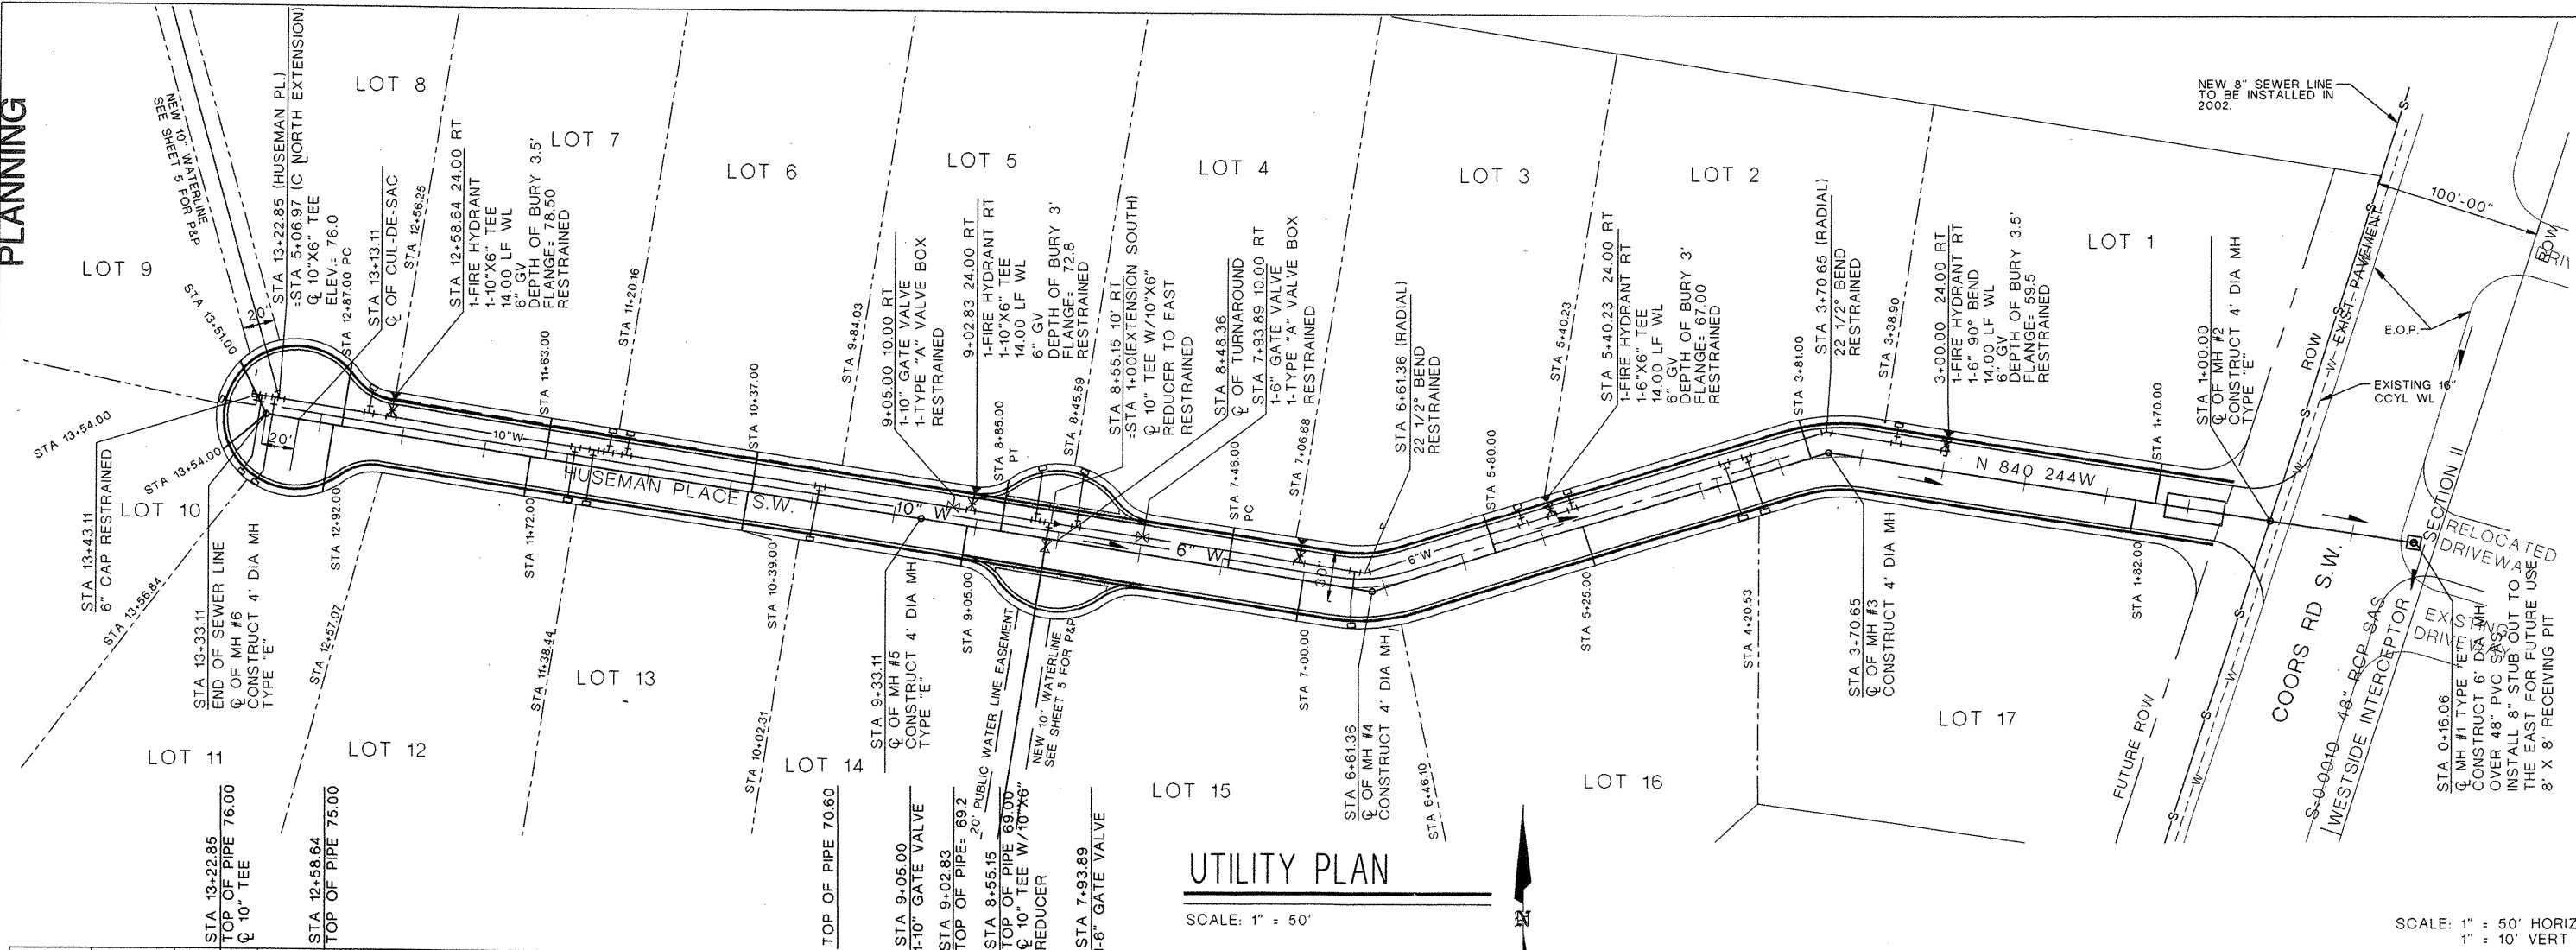 PLANNING
NEW 10" WATERLINE
SEE SHEET 5 FOR P&P
STA 13+22.85 (HUSEMAN PL.)
=STA 5+06.97 (C NORTH EXTENSION)
℄ 10"X6" TEE
ELEV.= 76.0
STA 12+87.00 PC
STA 13+13.11
℄ OF CUL-DE-SAC
LOT 8
STA 12+56.25
STA 12+58.64 24.00 RT
1-FIRE HYDRANT
1-10"X6" TEE
14.00 LF WL
6" GV
DEPTH OF BURY 3.5'
FLANGE= 78.50
RESTRAINED
LOT 7
STA 11+20.16
LOT 6
STA 9+84.03
LOT 5
9+05.00 10.00 RT
1-10" GATE VALVE
1-TYPE "A" VALVE BOX
RESTRAINED
9+02.83 24.00 RT
1-FIRE HYDRANT RT
1-10"X6" TEE
14.00 LF WL
6" GV
DEPTH OF BURY 3'
FLANGE= 72.8
RESTRAINED
STA 8+85.00
PT
STA 8+45.59
STA 8+55.15 10' RT
=STA 1+00(EXTENSION SOUTH)
℄ 10" TEE W/10"X6"
REDUCER TO EAST
RESTRAINED
LOT 4
STA 8+48.36
℄ OF TURNAROUND
STA 7+93.89 10.00 RT
1-6" GATE VALVE
1-TYPE "A" VALVE BOX
RESTRAINED
STA 7+46.00
PC
STA 7+06.68
STA 6+61.36 (RADIAL)
22 1/2° BEND
RESTRAINED
LOT 3
STA 5+80.00
STA 5+40.23
STA 5+40.23 24.00 RT
1-FIRE HYDRANT RT
1-6"X6" TEE
14.00 LF WL
6" GV
DEPTH OF BURY 3'
FLANGE= 67.00
RESTRAINED
LOT 2
STA 3+81.00
STA 3+70.65 (RADIAL)
22 1/2° BEND
RESTRAINED
STA 3+38.90
3+00.00 24.00 RT
1-FIRE HYDRANT RT
1-6" 90° BEND
14.00 LF WL
6" GV
DEPTH OF BURY 3.5'
FLANGE= 59.5
RESTRAINED
LOT 1
STA 1+70.00
STA 1+00.00
℄ OF MH #2
CONSTRUCT 4' DIA MH
TYPE "E"
NEW 8" SEWER LINE
TO BE INSTALLED IN
2002.
EXIST. PAVEMENT
100'-00"
ROW
ROW
E.O.P.
EXISTING 16"
CCYL WL
LOT 9
STA 13+51.00
20'
STA 11+63.00
STA 10+37.00
10"W
HUSEMAN PLACE S.W.
10" W
6" W
6"W
30'
N 840 244W
20'
STA 13+54.00
STA 13+54.00
STA 13+43.11
6" CAP RESTRAINED
STA 13+56.84
LOT 10
STA 13+33.11
END OF SEWER LINE
℄ OF MH #6
CONSTRUCT 4' DIA MH
TYPE "E"
STA 12+92.00
STA 12+57.07
STA 11+72.00
STA 11+38.44
LOT 13
STA 10+39.00
STA 10+02.31
STA 9+33.11
℄ OF MH #5
CONSTRUCT 4' DIA MH
TYPE "E"
STA 9+05.00
20' PUBLIC WATER LINE EASEMENT
NEW 10" WATERLINE
SEE SHEET 5 FOR P&P
STA 7+00.00
STA 6+61.36
℄ OF MH #4
CONSTRUCT 4' DIA MH
STA 6+46.10
STA 5+25.00
STA 4+20.53
STA 3+70.65
℄ OF MH #3
CONSTRUCT 4' DIA MH
STA 1+82.00
FUTURE ROW
COORS RD S.W.
SECTION II
RELOCATED
DRIVEWAY
EXISTING
DRIVEWAY
S=0.0010 48" RCP SAS
WESTSIDE INTERCEPTOR
STA 0+16.06
℄ MH #1 TYPE "E"
CONSTRUCT 6' DIA MH
OVER 48" PVC SAS
INSTALL 8" STUB OUT TO
THE EAST FOR FUTURE USE
8' X 8' RECEIVING PIT
LOT 11
LOT 12
LOT 14
LOT 15
LOT 16
LOT 17
STA 13+22.85
TOP OF PIPE 76.00
℄ 10" TEE
STA 12+58.64
TOP OF PIPE 75.00
TOP OF PIPE 70.60
STA 9+05.00
1-10" GATE VALVE
STA 9+02.83
TOP OF PIPE= 69.2
STA 8+55.15
TOP OF PIPE 69.00
℄ 10" TEE W/10"X6"
REDUCER
STA 7+93.89
1-6" GATE VALVE
UTILITY PLAN
SCALE: 1" = 50'
N
SCALE: 1" = 50' HORIZ
1" = 10' VERT